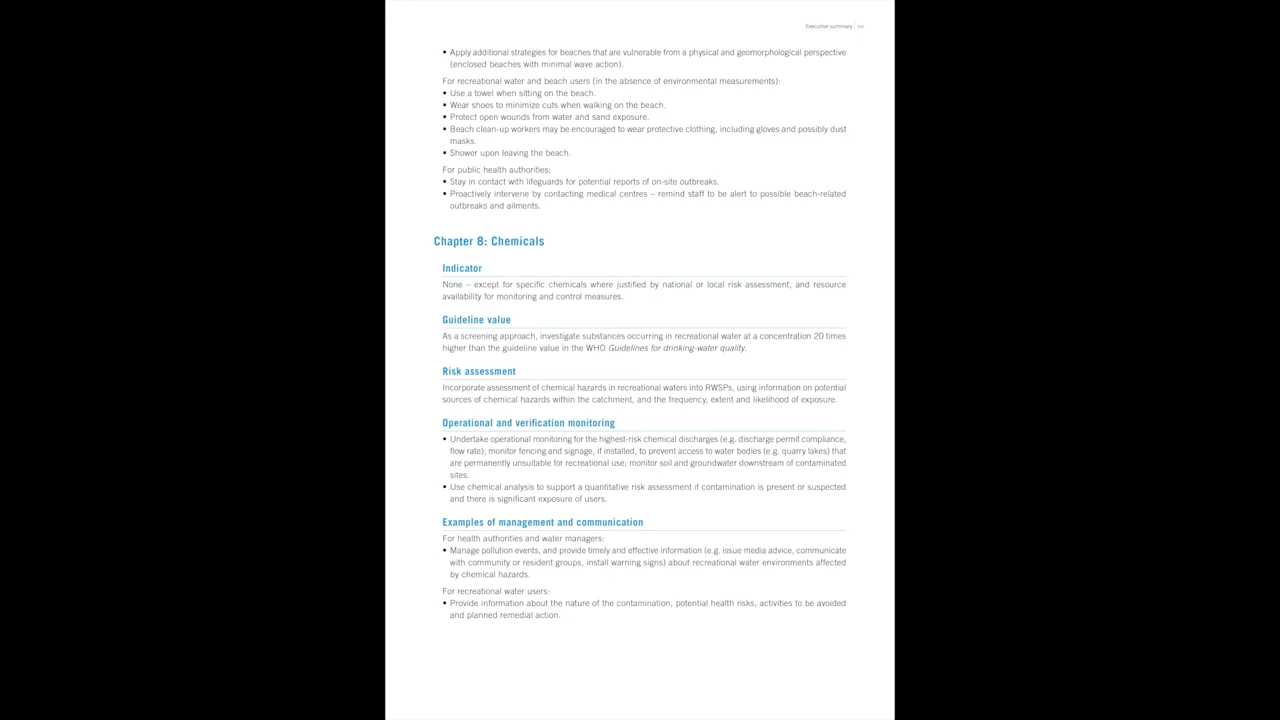 Executive summary
• Apply additional strategies for beaches that are vulnerable from a physical and geomorphological perspective
(enclosed beaches with minimal wave action).
For recreational water and beach users (in the absence of environmental measurements):
• Use a towel when sitting on the beach.
• Wear shoes to minimize cuts when walking on the beach.
• Protect open wounds from water and sand exposure.
• Beach clean-up workers may be encouraged to wear protective clothing, including gloves and possibly dust
masks.
• Shower upon leaving the beach.
For public health authorities:
• Stay in contact with lifeguards for potential reports of on-site outbreaks.
• Proactively intervene by contacting medical centres – remind staff to be alert to possible beach-related
outbreaks and ailments.
Chapter 8: Chemicals
Indicator
None – except for specific chemicals where justified by national or local risk assessment, and resource
availability for monitoring and control measures.
Guideline value
As a screening approach, investigate substances occurring in recreational water at a concentration 20 times
higher than the guideline value in the WHO Guidelines for drinking-water quality.
Risk assessment
Incorporate assessment of chemical hazards in recreational waters into RWSPs, using information on potential
sources of chemical hazards within the catchment, and the frequency, extent and likelihood of exposure.
Operational and verification monitoring
• Undertake operational monitoring for the highest-risk chemical discharges (e.g. discharge permit compliance,
flow rate); monitor fencing and signage, if installed, to prevent access to water bodies (e.g. quarry lakes) that
are permanently unsuitable for recreational use; monitor soil and groundwater downstream of contaminated
sites.
• Use chemical analysis to support a quantitative risk assessment if contamination is present or suspected
and there is significant exposure of users.
Examples of management and communication
For health authorities and water managers:
• Manage pollution events, and provide timely and effective information (e.g. issue media advice, communicate
with community or resident groups, install warning signs) about recreational water environments affected
by chemical hazards.
For recreational water users:
• Provide information about the nature of the contamination, potential health risks, activities to be avoided
and planned remedial action.